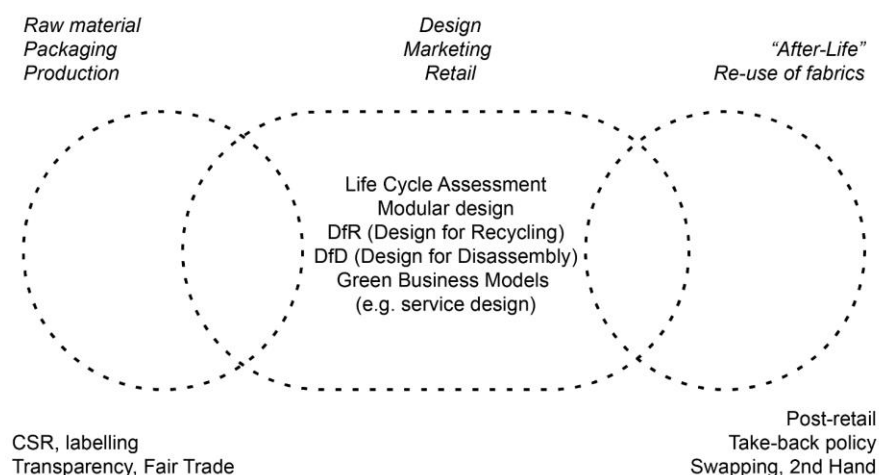 Raw material
Packaging
Production
Design
Marketing
Retail
“After-Life”
Re-use of fabrics
Life Cycle Assessment
Modular design
DfR (Design for Recycling)
DfD (Design for Disassembly)
Green Business Models
(e.g. service design)
CSR, labelling
Transparency, Fair Trade
Post-retail
Take-back policy
Swapping, 2nd Hand